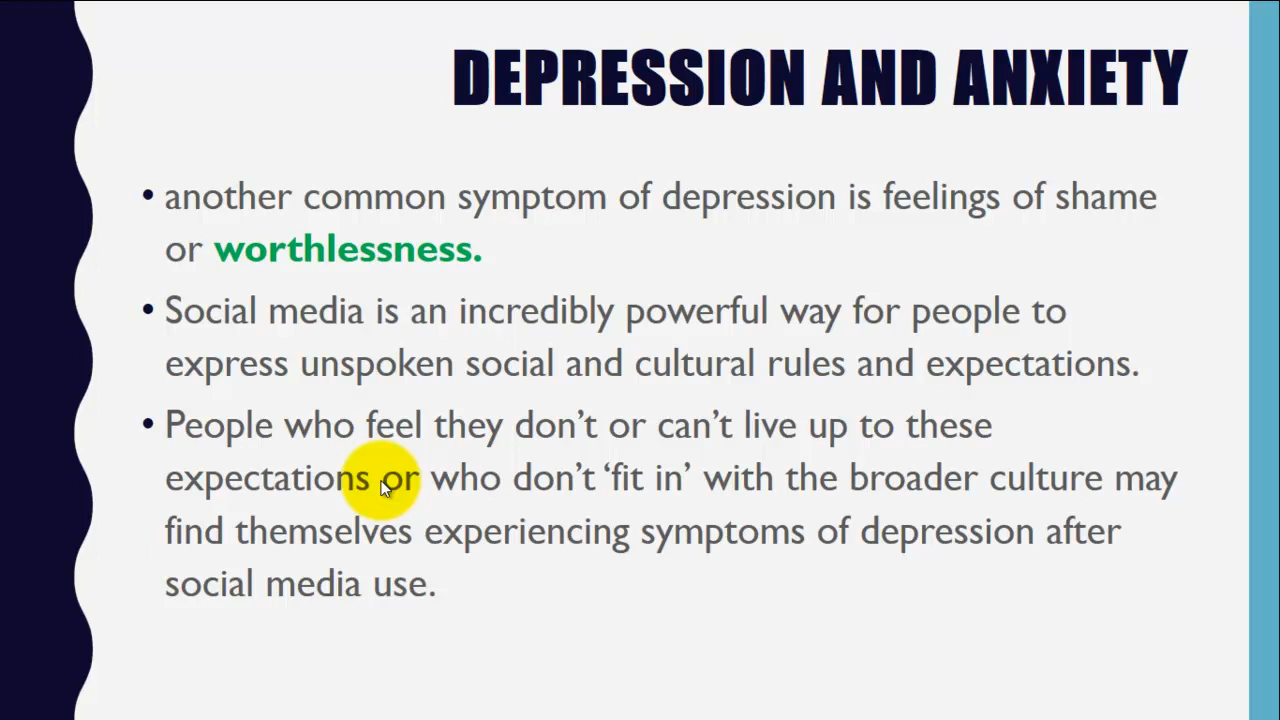 DEPRESSION AND ANXIETY
• another common symptom of depression is feelings of shame
or worthlessness.
• Social media is an incredibly powerful way for people to
express unspoken social and cultural rules and expectations.
• People who feel they don’t or can’t live up to these
expectations or who don’t ‘fit in’ with the broader culture may
find themselves experiencing symptoms of depression after
social media use.